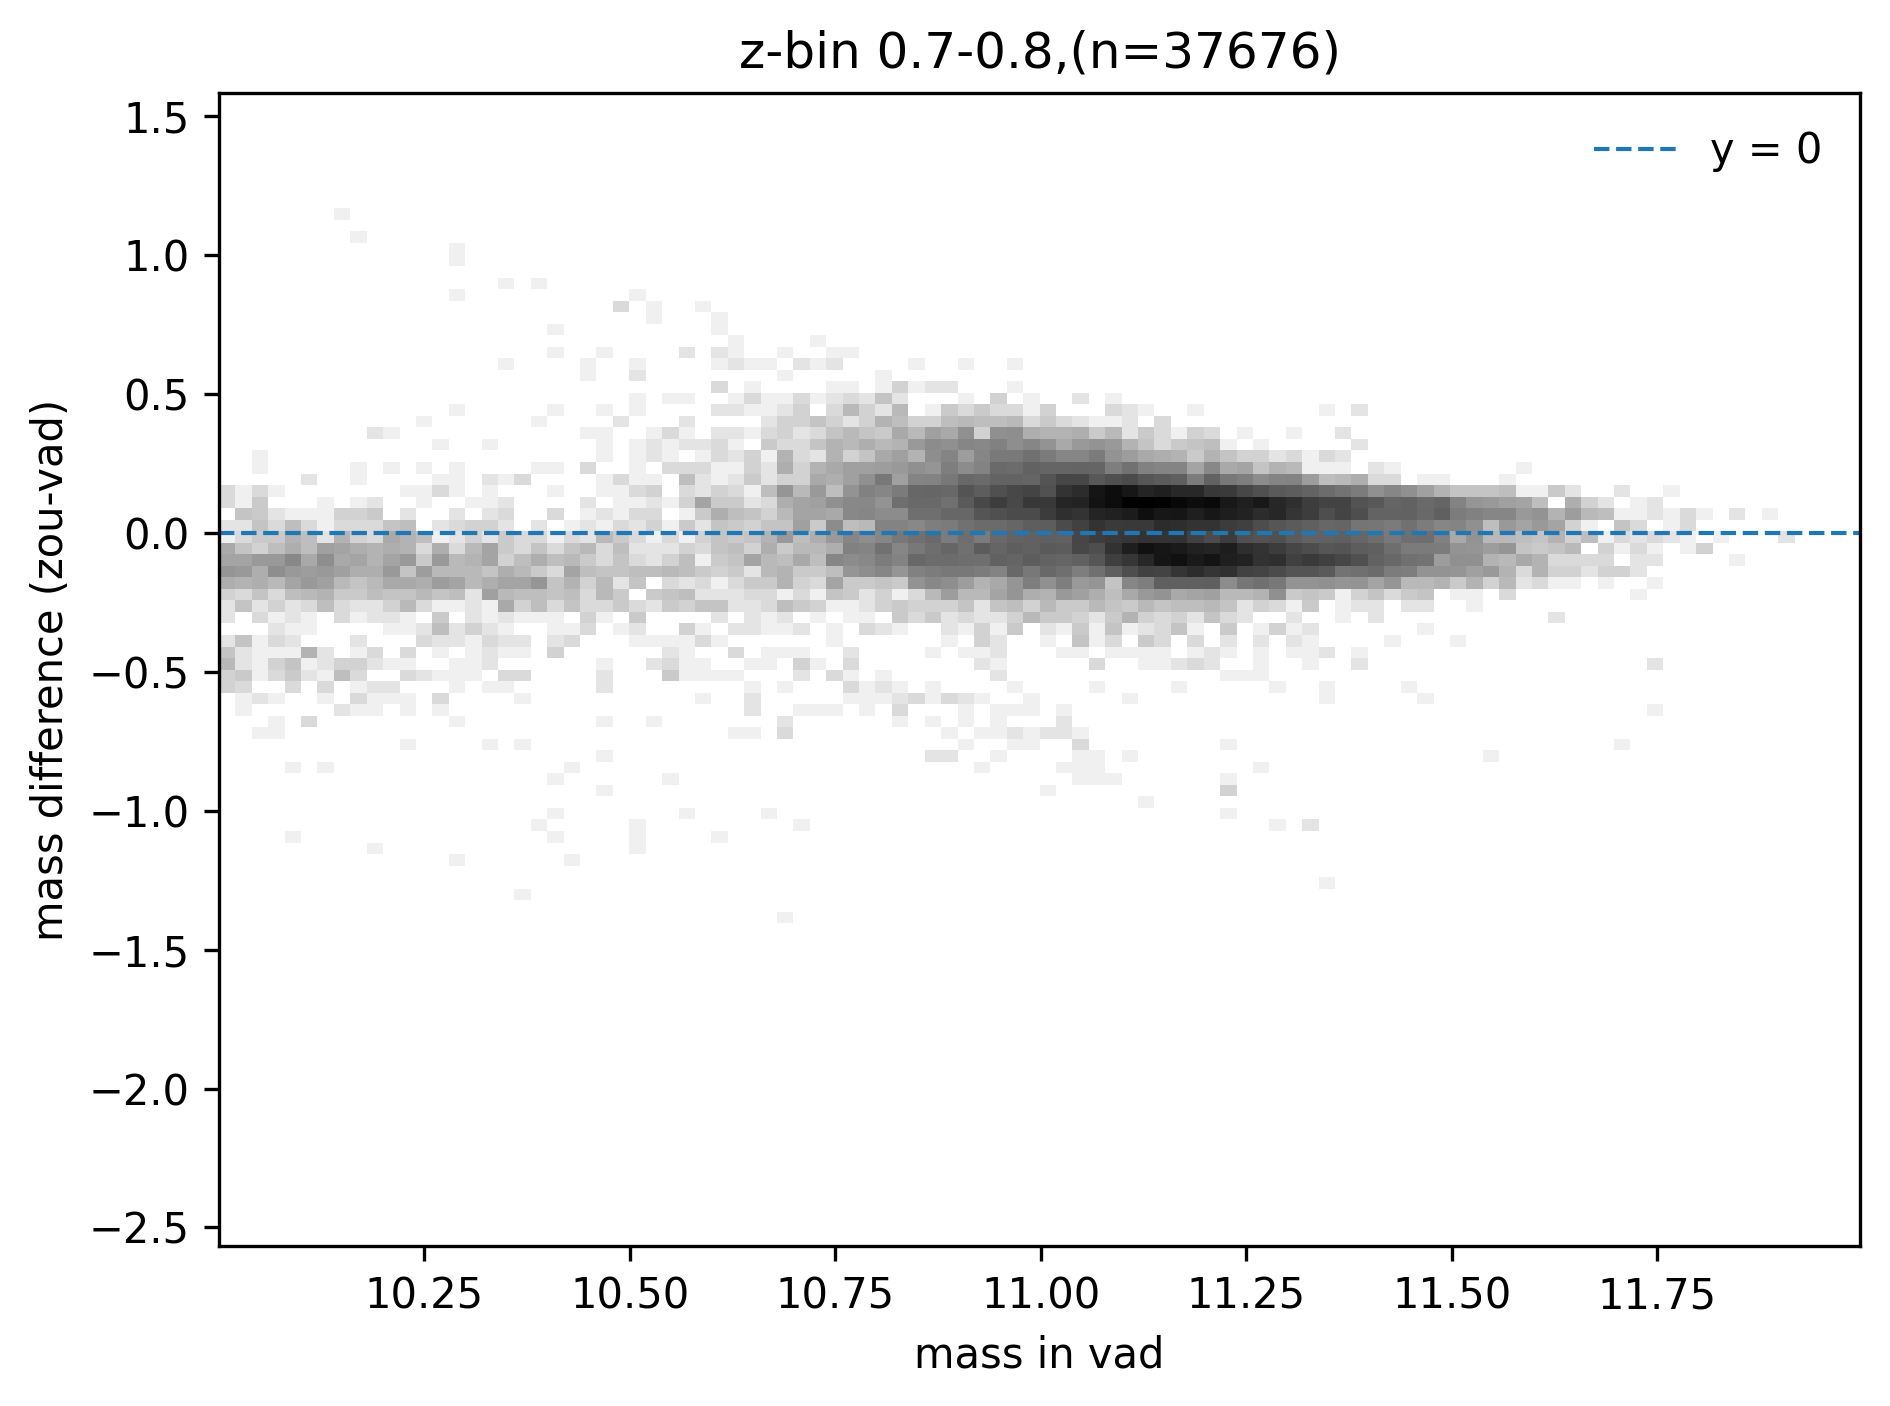 z-bin 0.7-0.8,(n=37676)
y = 0
1.5
1.0
0.5
0.0
−0.5
−1.0
−1.5
−2.0
−2.5
mass difference (zou-vad)
10.25 10.50 10.75 11.00 11.25 11.50 11.75
mass in vad